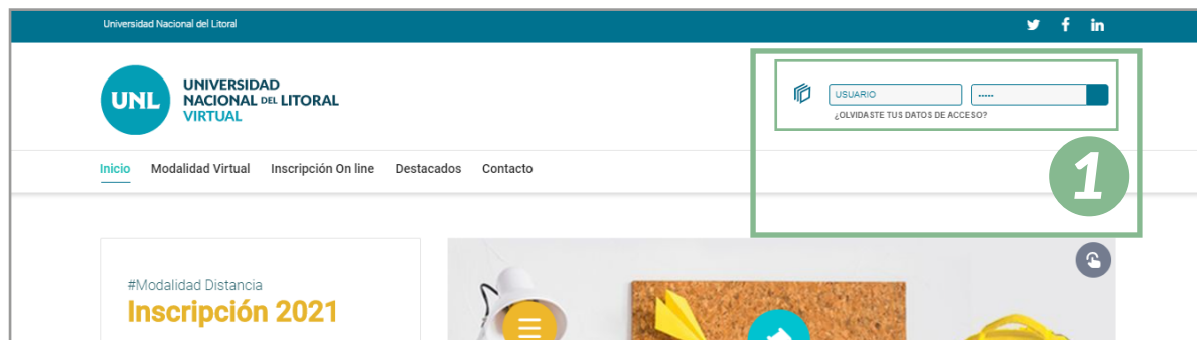 Universidad Nacional del Litoral
UNL
UNIVERSIDAD
NACIONAL DEL LITORAL
VIRTUAL
USUARIO
.....
¿OLVIDASTE TUS DATOS DE ACCESO?
Inicio Modalidad Virtual Inscripción On line Destacados Contacto
1
#Modalidad Distancia
Inscripción 2021